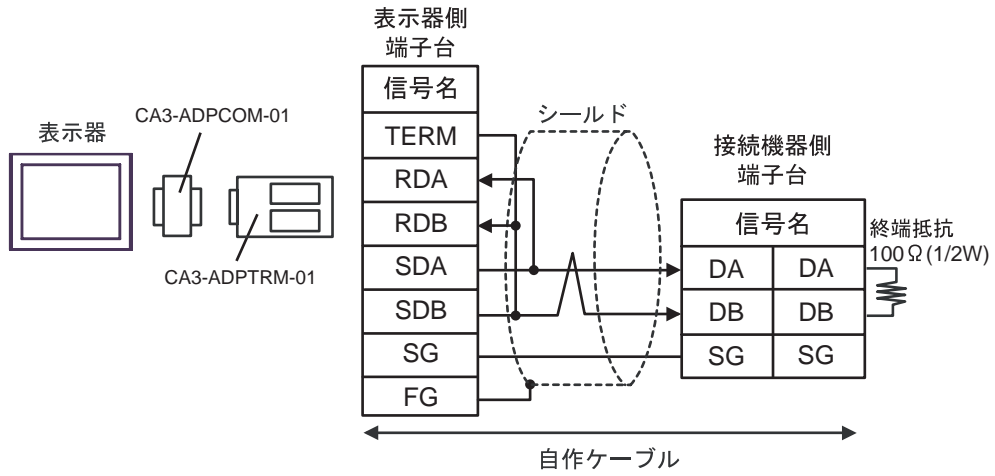 表示器側
端子台
信号名
TERM
RDA
RDB
SDA
SDB
SG
FG
表示器
CA3-ADPCOM-01
CA3-ADPTRM-01
シールド
接続機器側
端子台
信号名
DA DA
DB DB
SG SG
終端抵抗
100Ω(1/2W)
自作ケーブル